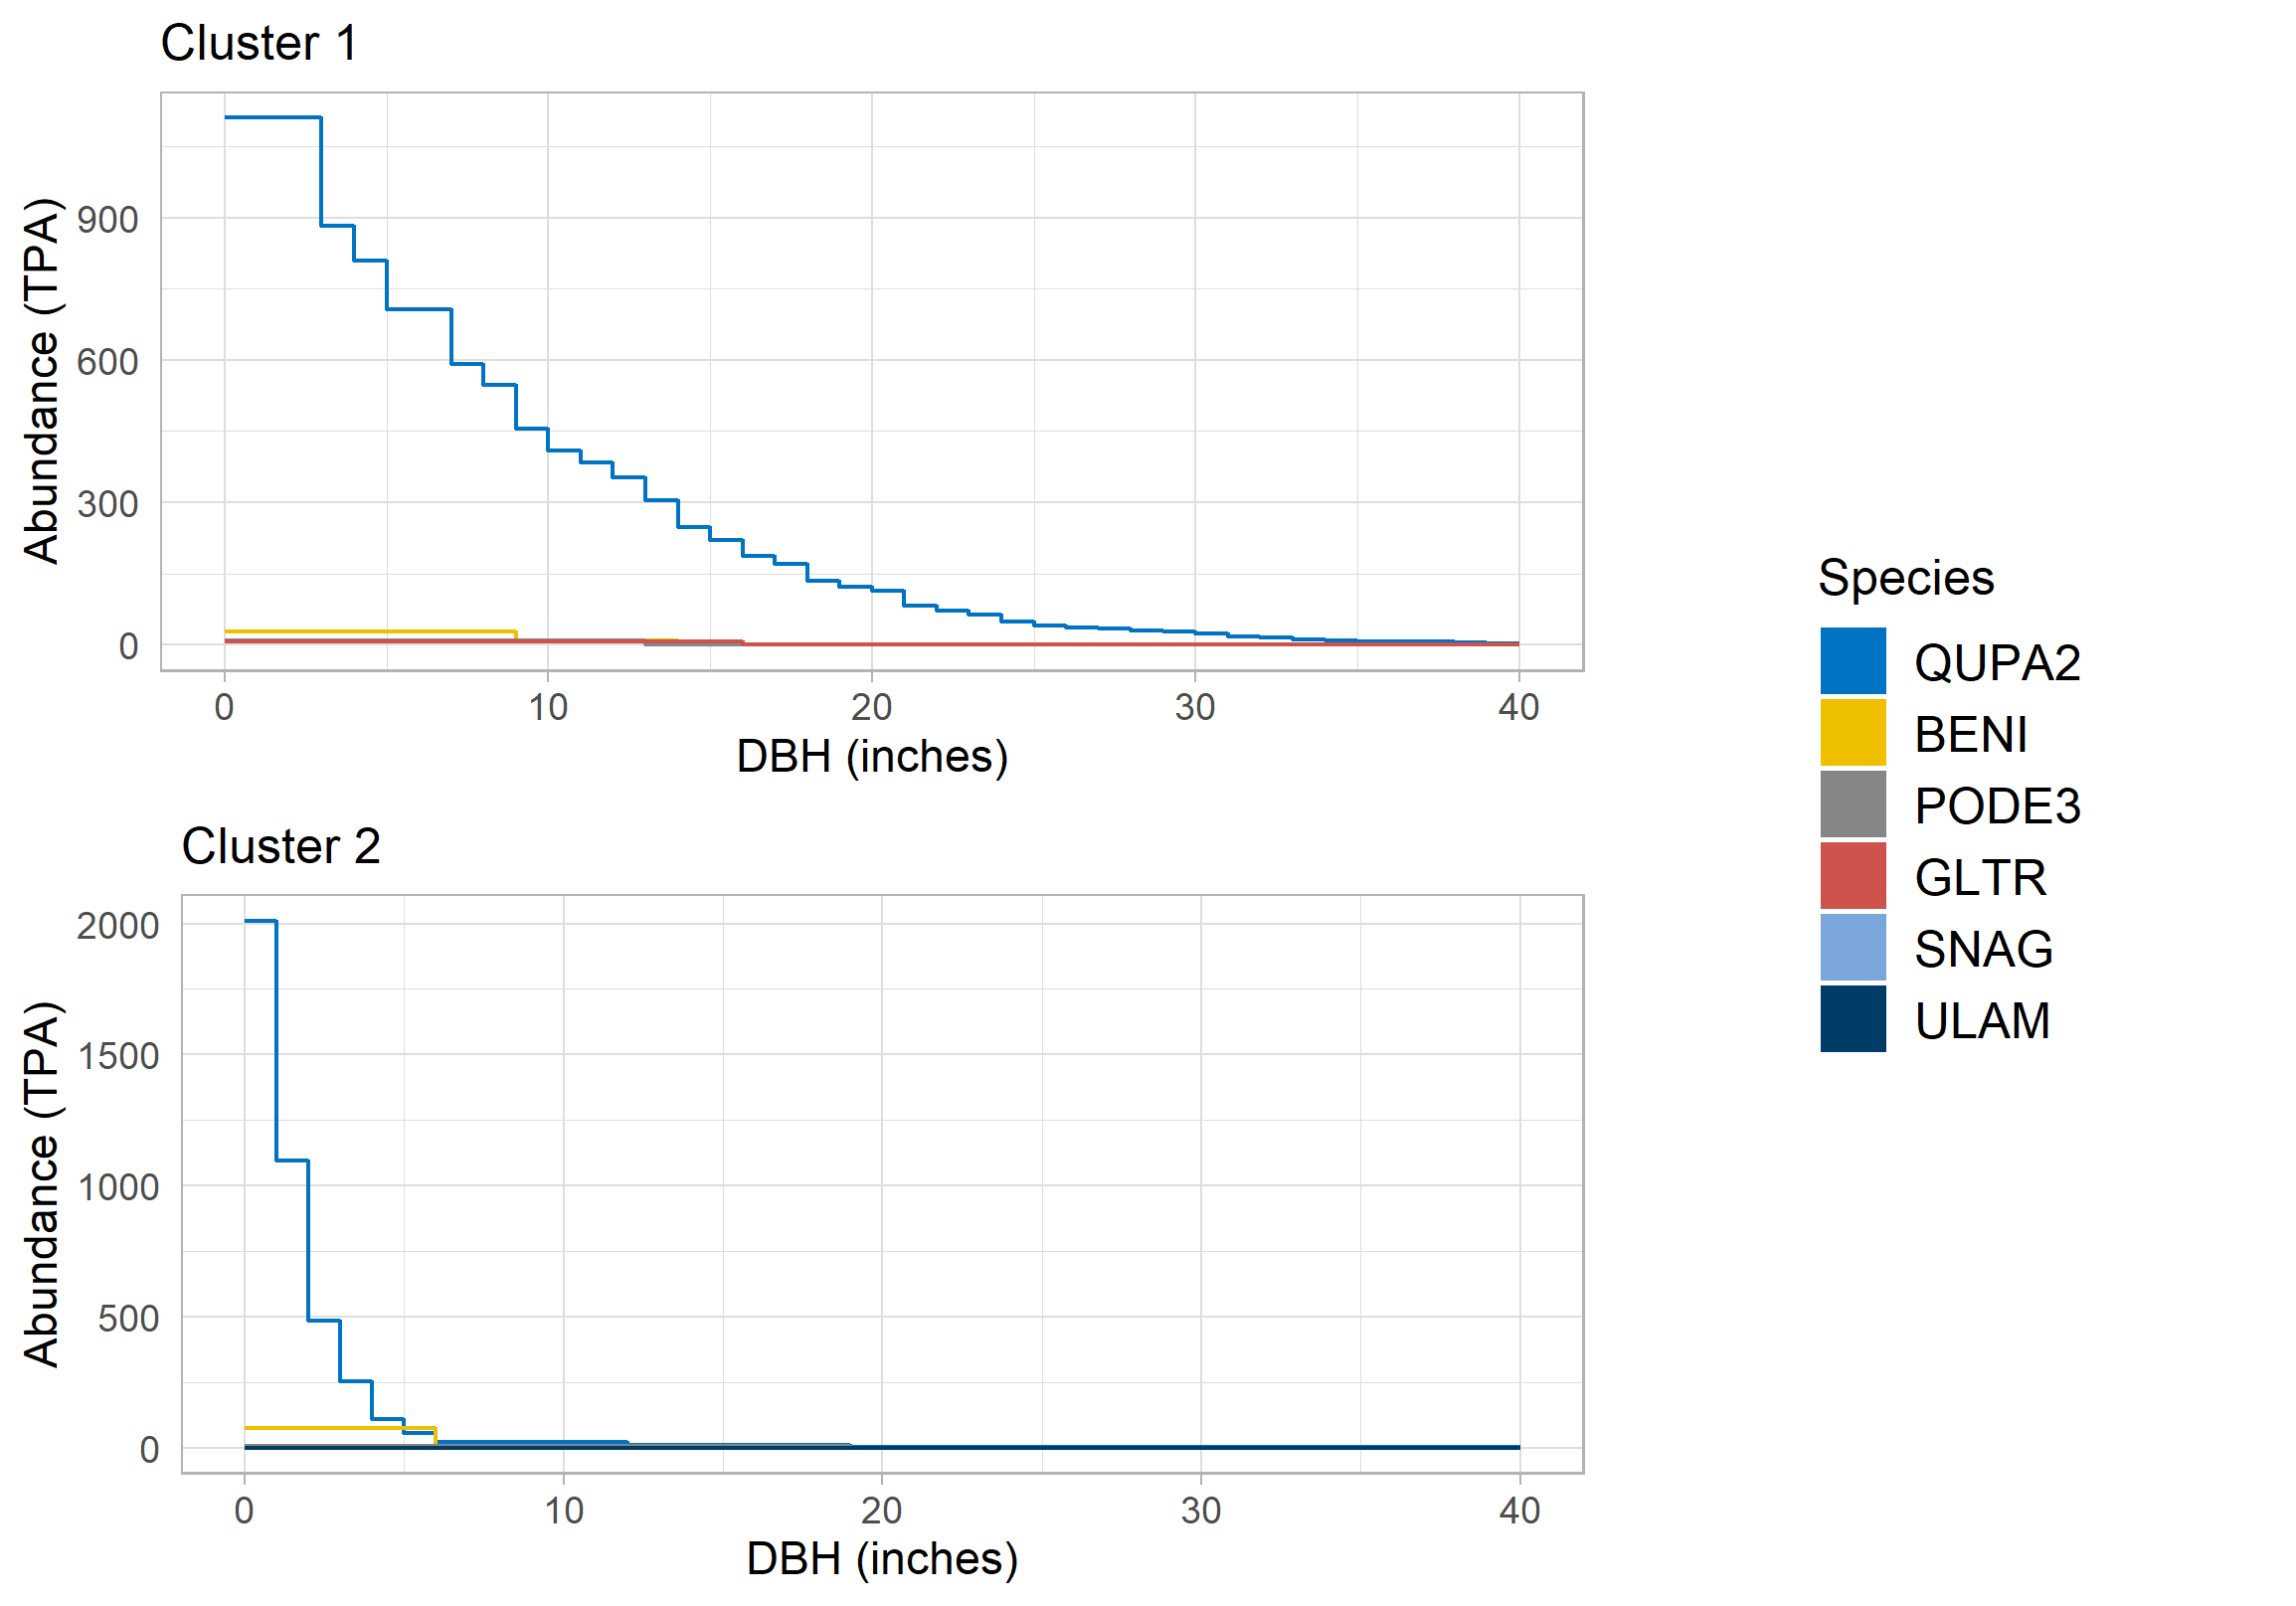 Cluster 1
Abundance (TPA)
900
600
300
0
0 10 20 30 40
DBH (inches)
Cluster 2
Abundance (TPA)
2000
1500
1000
500
0
0 10 20 30 40
DBH (inches)
Species
QUPA2
BENI
PODE3
GLTR
SNAG
ULAM